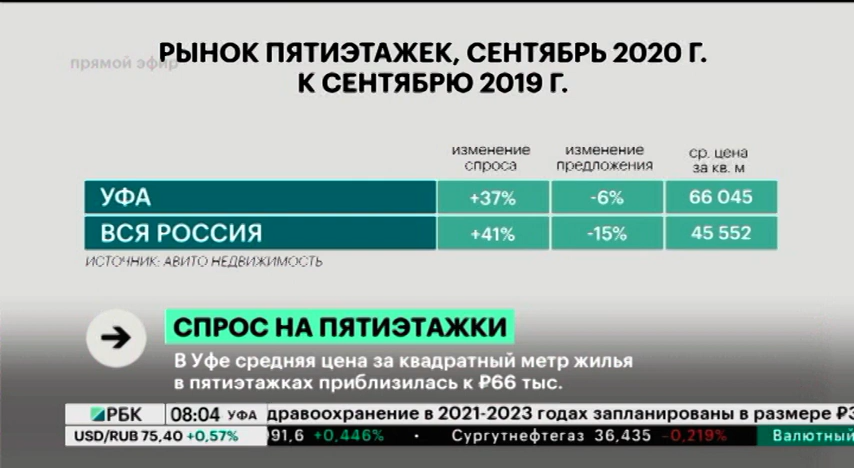 РЫНОК ПЯТИЭТАЖЕК, СЕНТЯБРЬ 2020 Г.
прямой эфир
К СЕНТЯБРЮ 2019 Г.
изменение спроса изменение предложения ср. цена за кв. м
УФА +37% -6% 66 045
ВСЯ РОССИЯ +41% -15% 45 552
ИСТОЧНИК: АВИТО НЕДВИЖИМОСТЬ
СПРОС НА ПЯТИЭТАЖКИ
В Уфе средняя цена за квадратный метр жилья
в пятиэтажках приблизилась к ₽66 тыс.
РБК 08:04 УФА дравоохранение в 2021-2023 годах запланированы в размере ₽3
USD/RUB 75,40 +0,57% 91,6 +0,446% • Сургутнефтегаз 36,435 -0,219% Валютный